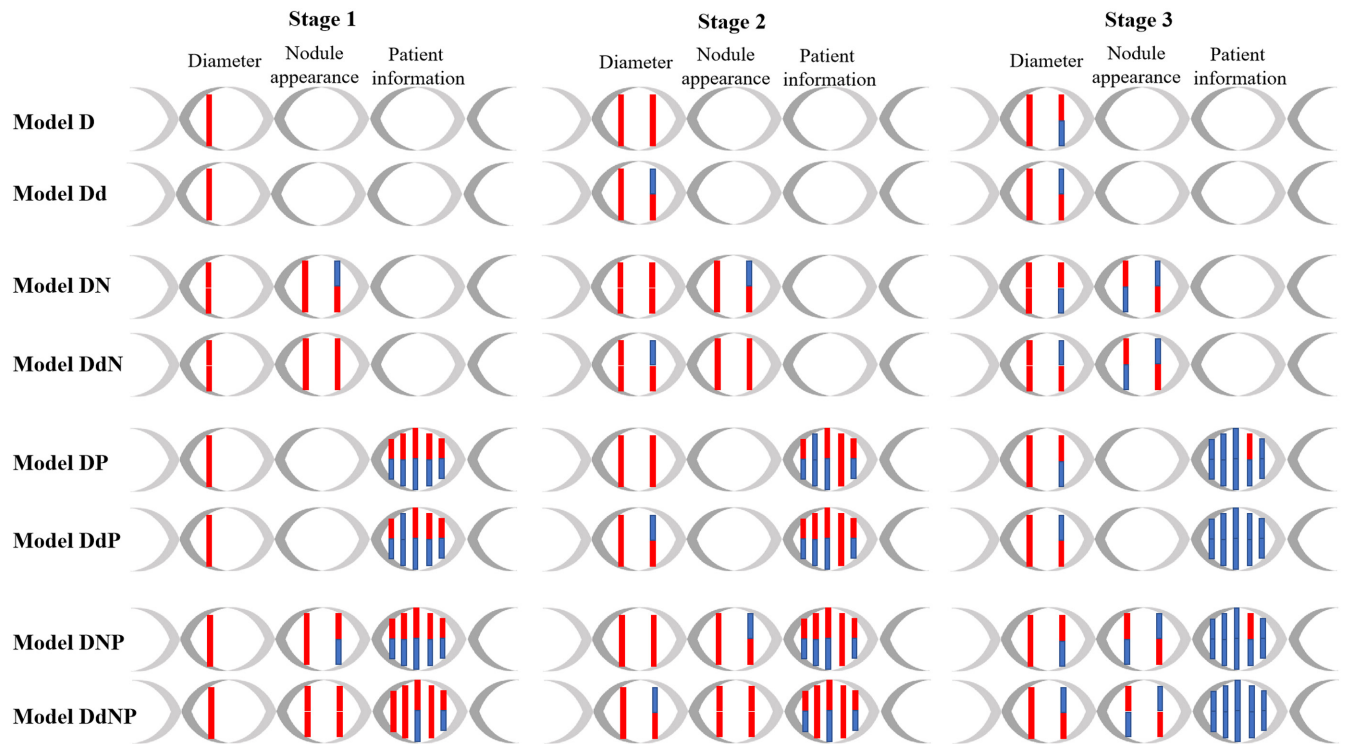 Stage 1
Stage 2
Stage 3
Diameter
Nodule
appearance
Patient
information
Diameter
Nodule
appearance
Patient
information
Diameter
Nodule
appearance
Patient
information
Model D
Model Dd
Model DN
Model DdN
Model DP
Model DdP
Model DNP
Model DdNP